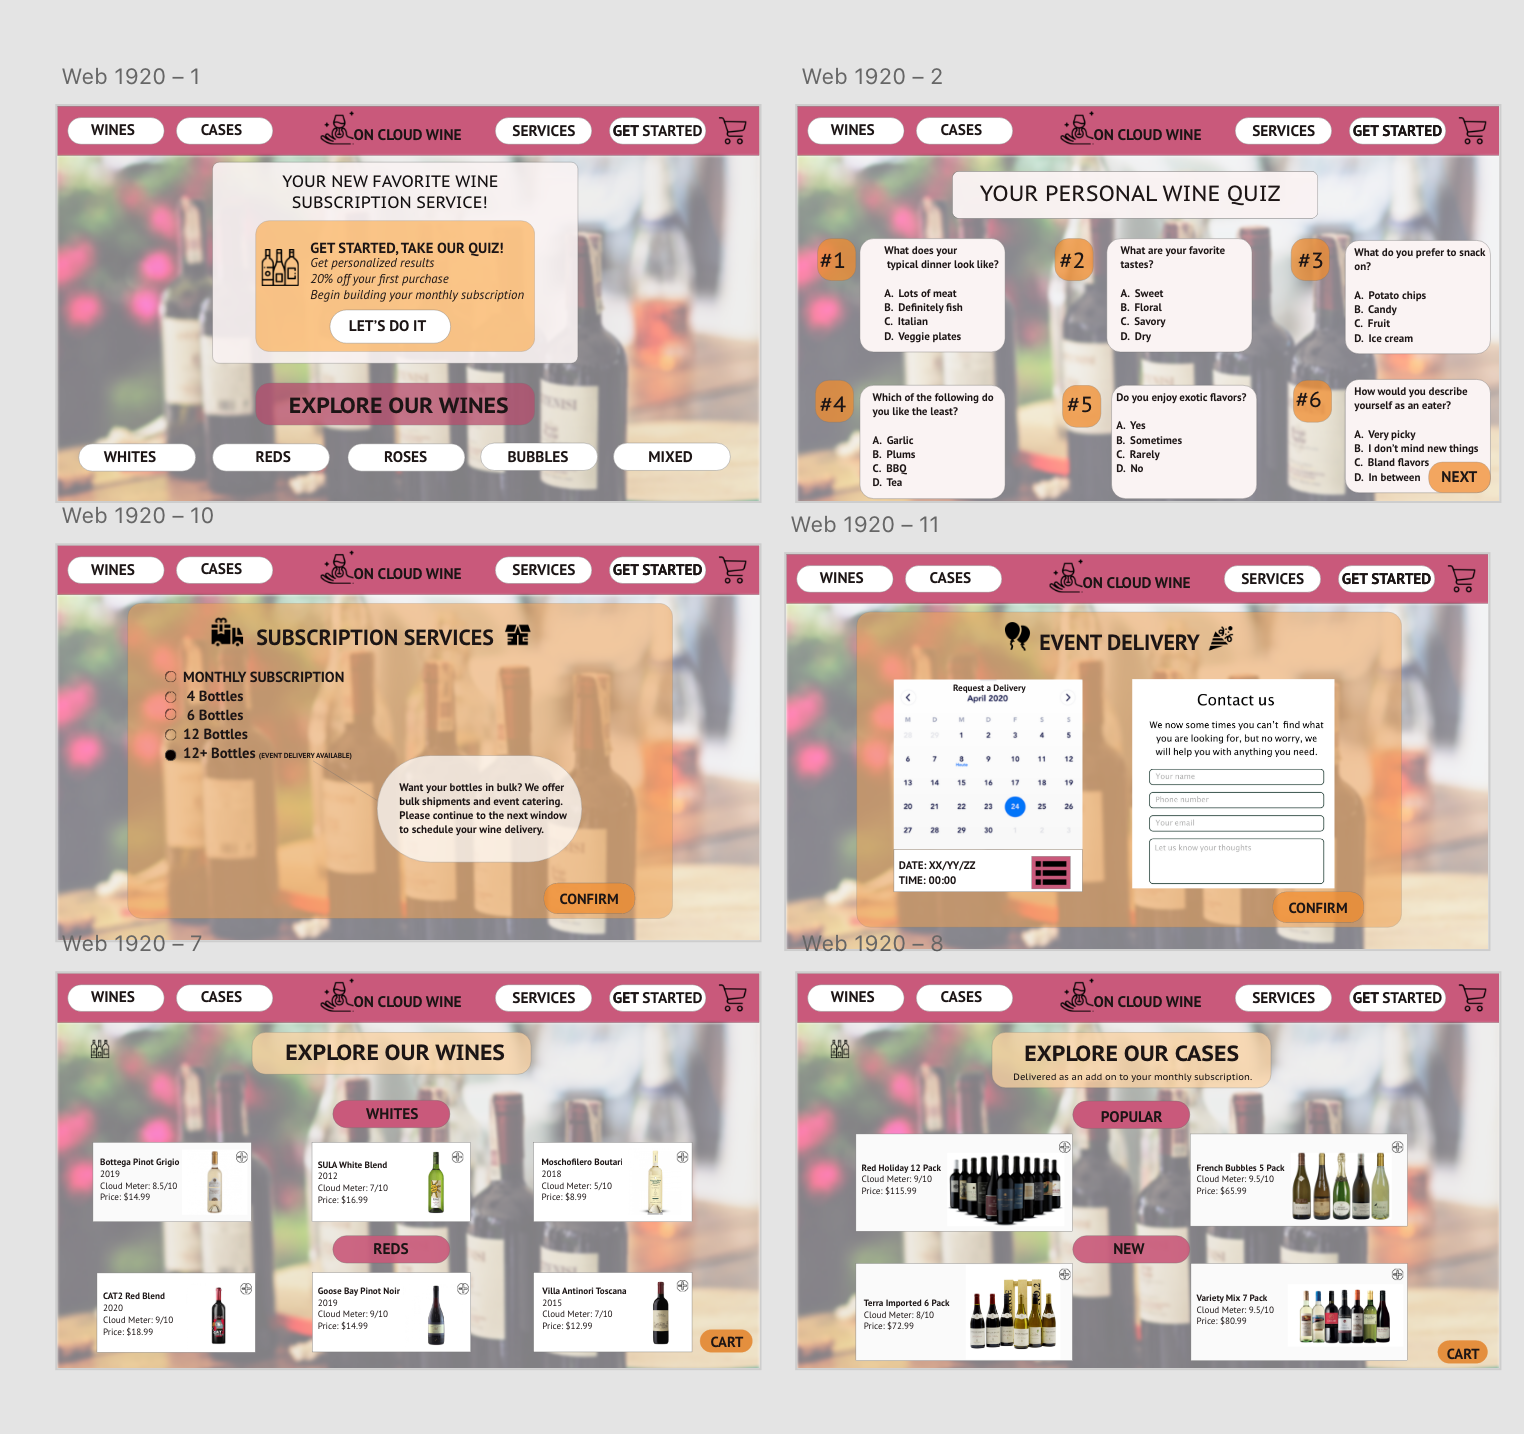 Web 1920 – 1
WINES
CASES
ON CLOUD WINE
SERVICES
GET STARTED
YOUR NEW FAVORITE WINE
SUBSCRIPTION SERVICE!
GET STARTED, TAKE OUR QUIZ!
Get personalized results
20% off your first purchase
Begin building your monthly subscription
LET'S DO IT
EXPLORE OUR WINES
WHITES
REDS
ROSES
BUBBLES
MIXED
Web 1920 – 2
WINES
CASES
ON CLOUD WINE
SERVICES
GET STARTED
YOUR PERSONAL WINE QUIZ
#1
What does your
typical dinner look like?
A. Lots of meat
B. Definitely fish
C. Italian
D. Veggie plates
#2
What are your favorite
tastes?
A. Sweet
B. Floral
C. Savory
D. Dry
#3
What do you prefer to snack
on?
A. Potato chips
B. Candy
C. Fruit
D. Ice cream
#4
Which of the following do
you like the least?
A. Garlic
B. Plums
C. BBQ
D. Tea
#5
Do you enjoy exotic flavors?
A. Yes
B. Sometimes
C. Rarely
D. No
#6
How would you describe
yourself as an eater?
A. Very picky
B. I don't mind new things
C. Bland flavors
D. In between
NEXT
Web 1920 – 10
WINES
CASES
ON CLOUD WINE
SERVICES
GET STARTED
SUBSCRIPTION SERVICES
MONTHLY SUBSCRIPTION
4 Bottles
6 Bottles
12 Bottles
12+ Bottles (EVENT DELIVERY AVAILABLE)
Want your bottles in bulk? We offer
bulk shipments and event catering.
Please continue to the next window
to schedule your wine delivery.
CONFIRM
Web 1920 – 11
WINES
CASES
ON CLOUD WINE
SERVICES
GET STARTED
EVENT DELIVERY
Request a Delivery
April 2020
M D M D F S S
28 29 1 2 3 4 5
6 7 8 9 10 11 12
Heute
13 14 15 16 17 18 19
20 21 22 23 24 25 26
27 28 29 30 1 2 3
DATE: XX/YY/ZZ
TIME: 00:00
Contact us
We now some times you can't find what
you are looking for, but no worry, we
will help you with anything you need.
Your name
Phone number
Your email
Let us know your thoughts
CONFIRM
Web 1920 – 7
WINES
CASES
ON CLOUD WINE
SERVICES
GET STARTED
EXPLORE OUR WINES
WHITES
Bottega Pinot Grigio
2019
Cloud Meter: 8.5/10
Price: $14.99
SULA White Blend
2012
Cloud Meter: 7/10
Price: $16.99
Moschofilero Boutari
2018
Cloud Meter: 5/10
Price: $8.99
REDS
CAT2 Red Blend
2020
Cloud Meter: 9/10
Price: $18.99
Goose Bay Pinot Noir
2019
Cloud Meter: 9/10
Price: $14.99
Villa Antinori Toscana
2015
Cloud Meter: 7/10
Price: $12.99
CART
Web 1920 – 8
WINES
CASES
ON CLOUD WINE
SERVICES
GET STARTED
EXPLORE OUR CASES
Delivered as an add on to your monthly subscription.
POPULAR
Red Holiday 12 Pack
Cloud Meter: 9/10
Price: $115.99
French Bubbles 5 Pack
Cloud Meter: 9.5/10
Price: $65.99
NEW
Terra Imported 6 Pack
Cloud Meter: 8/10
Price: $72.99
Variety Mix 7 Pack
Cloud Meter: 9.5/10
Price: $80.99
CART